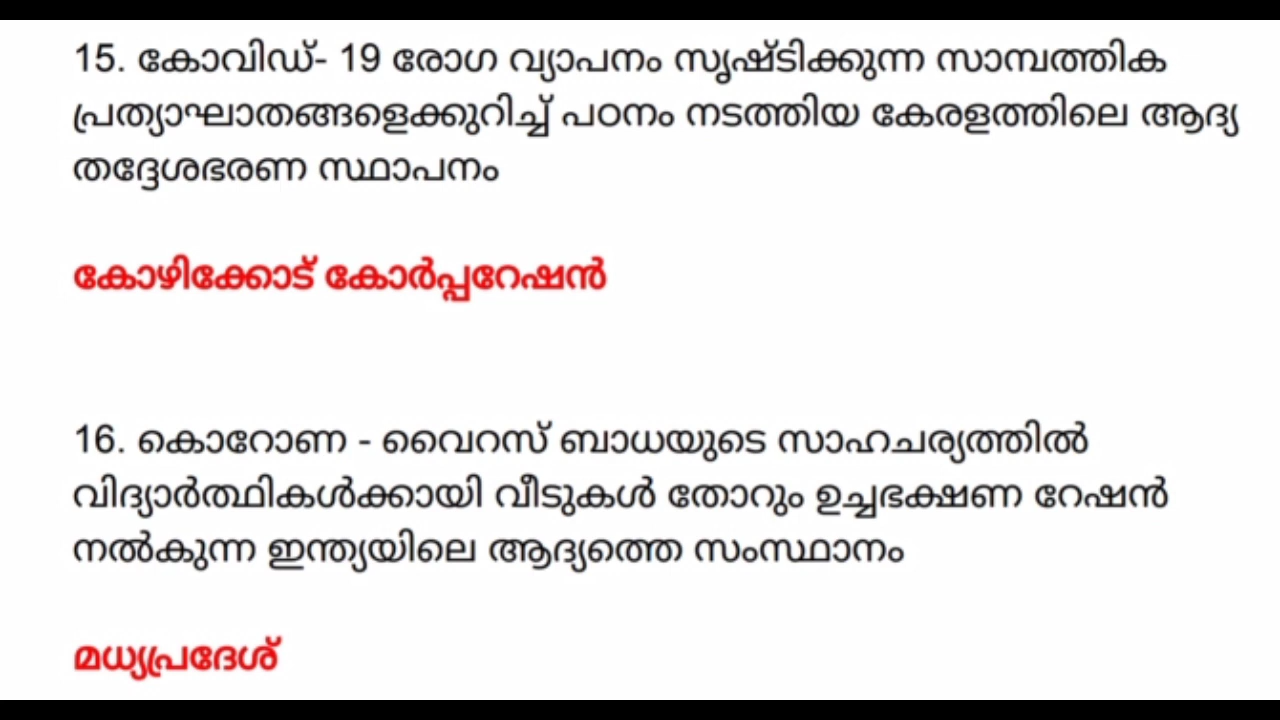 15. കോവിഡ്- 19 രോഗ വ്യാപനം സൃഷ്ടിക്കുന്ന സാമ്പത്തിക
പ്രത്യാഘാതങ്ങളെക്കുറിച്ച് പഠനം നടത്തിയ കേരളത്തിലെ ആദ്യ
തദ്ദേശഭരണ സ്ഥാപനം
കോഴിക്കോട് കോർപ്പറേഷൻ
16. കൊറോണ - വൈറസ് ബാധയുടെ സാഹചര്യത്തിൽ
വിദ്യാർത്ഥികൾക്കായി വീടുകൾ തോറും ഉച്ചഭക്ഷണ റേഷൻ
നൽകുന്ന ഇന്ത്യയിലെ ആദ്യത്തെ സംസ്ഥാനം
മധ്യപ്രദേശ്